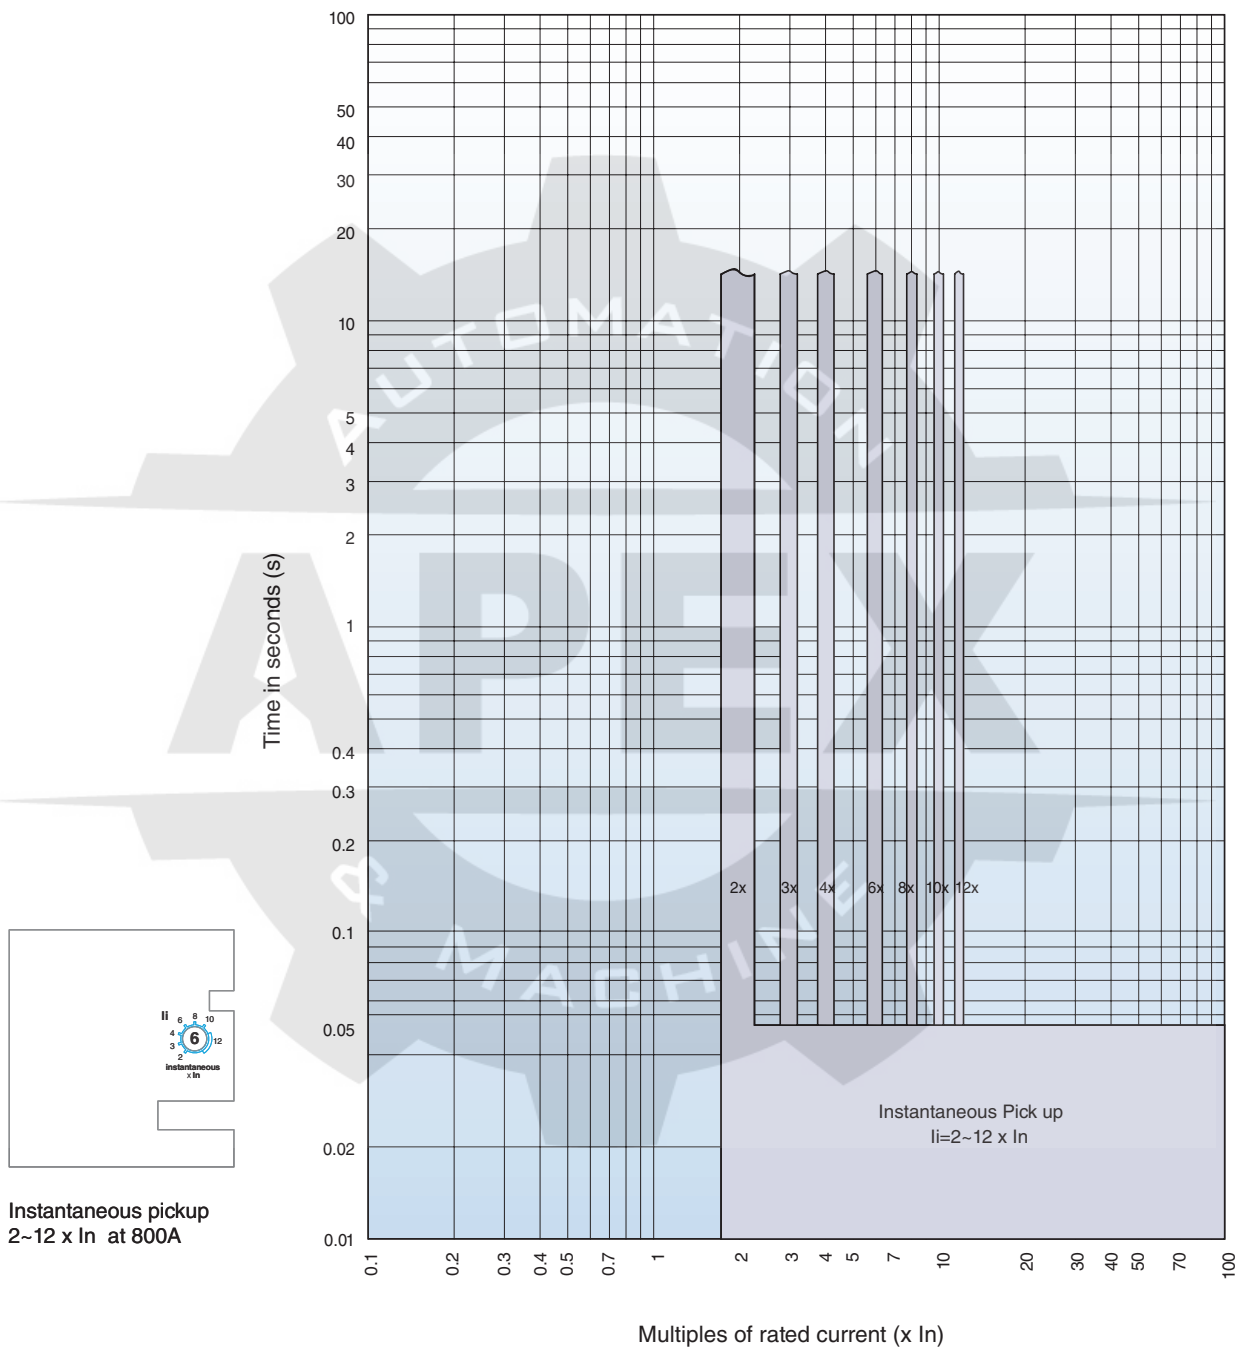 100
50
40
30
20
10
5
4
3
2
1
0.4
0.3
0.2
0.1
0.05
0.02
0.01
Time in seconds (s)
AUTOMATION
APEX
& MACHINE
2x 3x 4x 6x 8x 10x 12x
Instantaneous Pick up
Ii=2~12 x In
0.1 0.2 0.3 0.4 0.5 0.7 1 2 3 4 5 7 10 20 30 40 50 70 100
Multiples of rated current (x In)
Ii
2 3 4 6 8 10 12
6
instantaneous
x In
Instantaneous pickup
2~12 x In at 800A